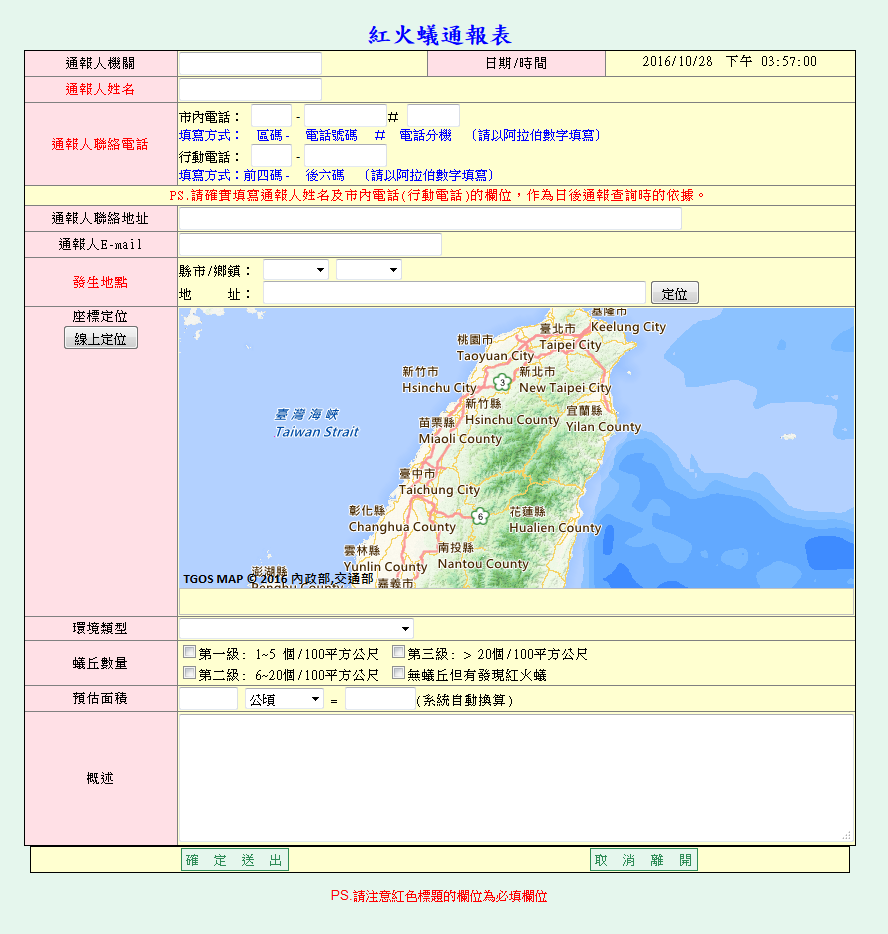 紅火蟻通報表
通報人機關 日期/時間 2016/10/28 下午 03:57:00
通報人姓名
通報人聯絡電話
市內電話： - #
填寫方式： 區碼- 電話號碼 # 電話分機 〔請以阿拉伯數字填寫〕
行動電話： -
填寫方式：前四碼- 後六碼 〔請以阿拉伯數字填寫〕
PS.請確實填寫通報人姓名及市內電話(行動電話)的欄位，作為日後通報查詢時的依據。
通報人聯絡地址
通報人E-mail
發生地點
縣市/鄉鎮：
地 址： 定位
座標定位
線上定位
基隆市
Keelung City
臺北市
Taipei City
桃園市
Taoyuan City
新竹市
Hsinchu City
3
新北市
New Taipei City
新竹縣
Hsinchu County
宜蘭縣
Yilan County
臺灣海峽
Taiwan Strait
苗栗縣
Miaoli County
臺中市
Taichung City
彰化縣
Changhua County
6
花蓮縣
Hualien County
雲林縣
Yunlin County
南投縣
Nantou County
澎湖縣
Penghu County
嘉義市
TGOS MAP © 2016 內政部,交通部
環境類型
蟻丘數量
第一級: 1~5 個/100平方公尺 第三級: > 20個/100平方公尺
第二級: 6~20個/100平方公尺 無蟻丘但有發現紅火蟻
預估面積 公頃 = (系統自動換算)
概述
確 定 送 出 取 消 離 開
PS.請注意紅色標題的欄位為必填欄位